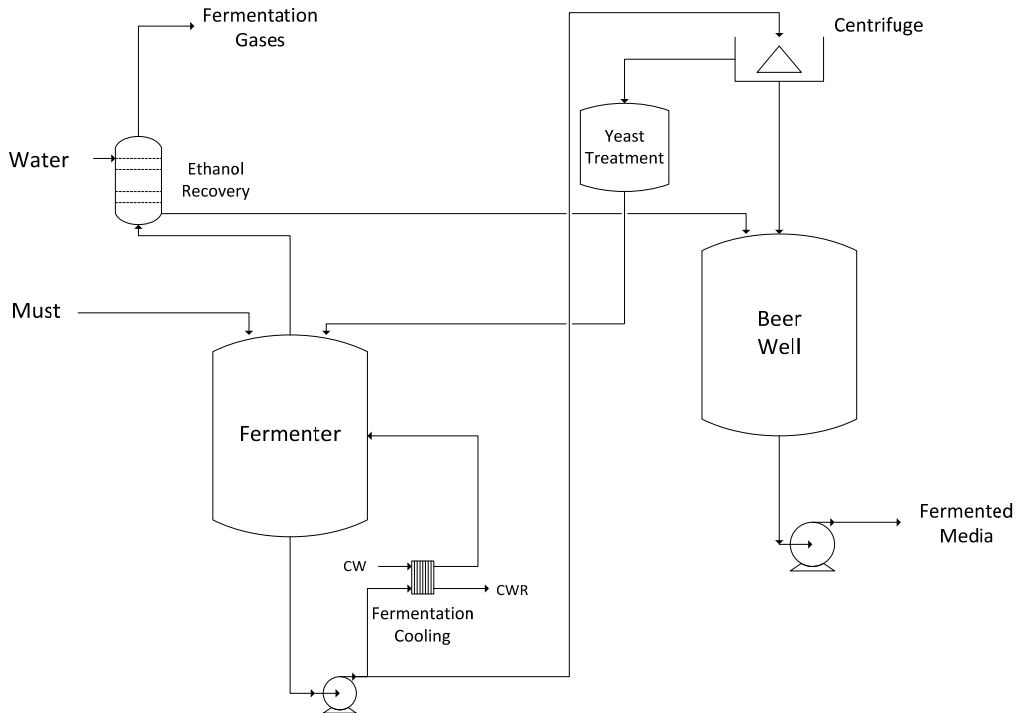 Fermentation
Gases
Centrifuge
Yeast
Treatment
Water
Ethanol
Recovery
Must
Beer
Well
Fermenter
Fermented
Media
CW
CWR
Fermentation
Cooling